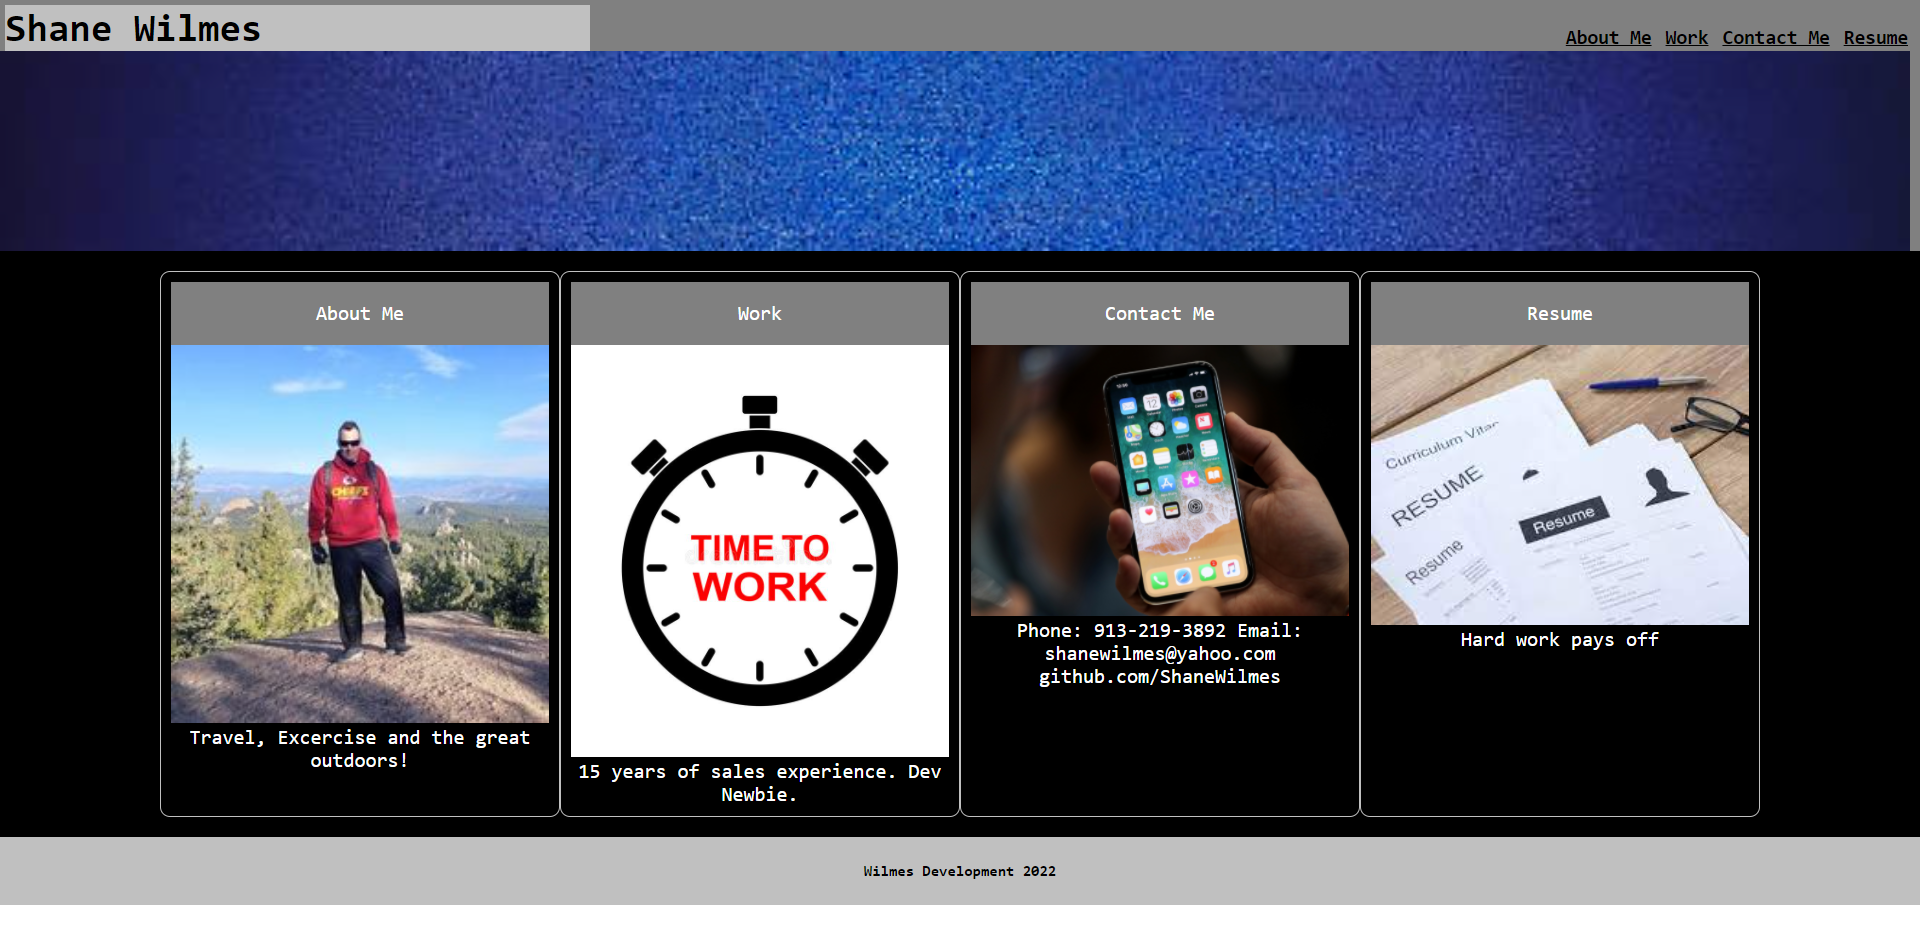 Shane Wilmes
About Me Work Contact Me Resume
About Me
CHIEFS
Travel, Excercise and the great
outdoors!
Work
TIME TO
WORK
15 years of sales experience. Dev
Newbie.
Contact Me
12
Phone: 913-219-3892 Email:
shanewilmes@yahoo.com
github.com/ShaneWilmes
Resume
Curriculum Vitae
RESUME
Resume
Resume
Hard work pays off
Wilmes Development 2022